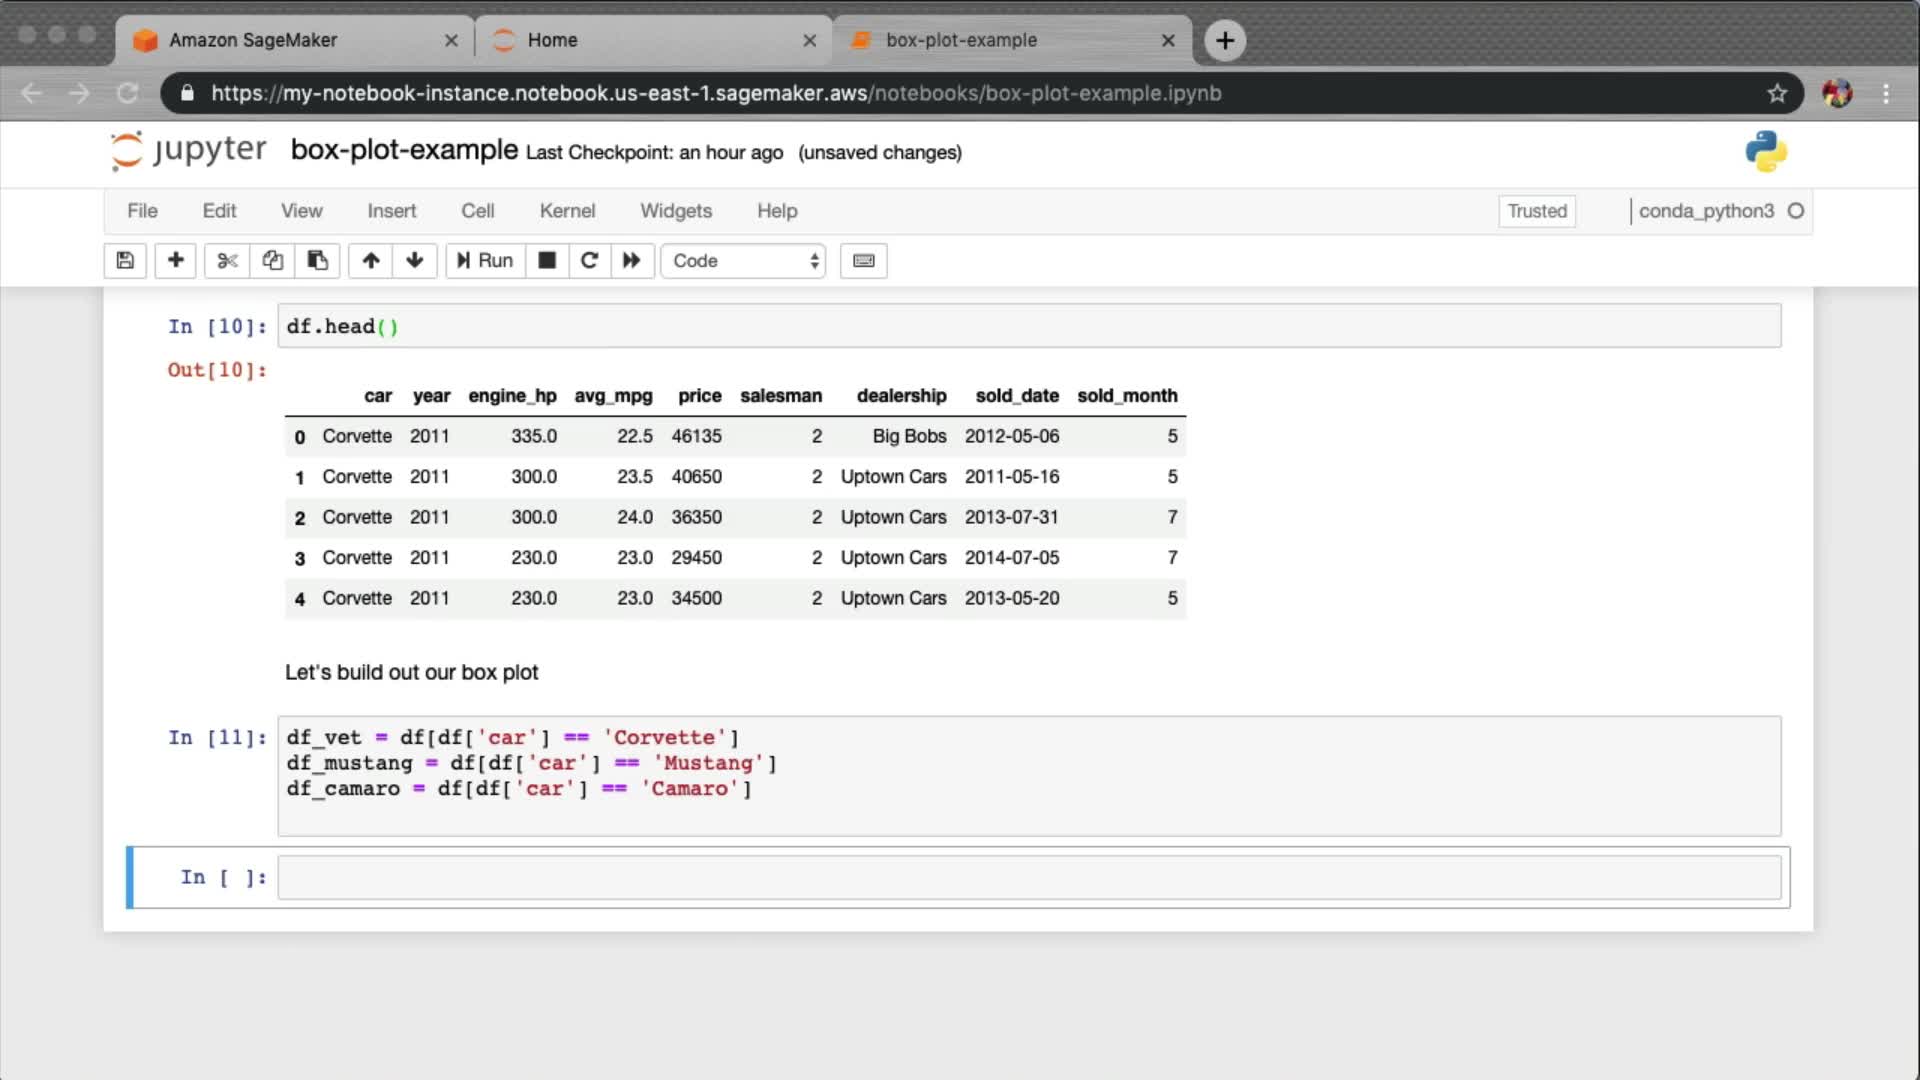 Amazon SageMaker
Home
box-plot-example
https://my-notebook-instance.notebook.us-east-1.sagemaker.aws/notebooks/box-plot-example.ipynb
jupyter box-plot-example Last Checkpoint: an hour ago (unsaved changes)
File Edit View Insert Cell Kernel Widgets Help Trusted conda_python3
Run Code
In [10]: df.head()
Out[10]:
car year engine_hp avg_mpg price salesman dealership sold_date sold_month
0 Corvette 2011 335.0 22.5 46135 2 Big Bobs 2012-05-06 5
1 Corvette 2011 300.0 23.5 40650 2 Uptown Cars 2011-05-16 5
2 Corvette 2011 300.0 24.0 36350 2 Uptown Cars 2013-07-31 7
3 Corvette 2011 230.0 23.0 29450 2 Uptown Cars 2014-07-05 7
4 Corvette 2011 230.0 23.0 34500 2 Uptown Cars 2013-05-20 5
Let's build out our box plot
In [11]: df_vet = df[df['car'] == 'Corvette']
df_mustang = df[df['car'] == 'Mustang']
df_camaro = df[df['car'] == 'Camaro']
In [ ]: